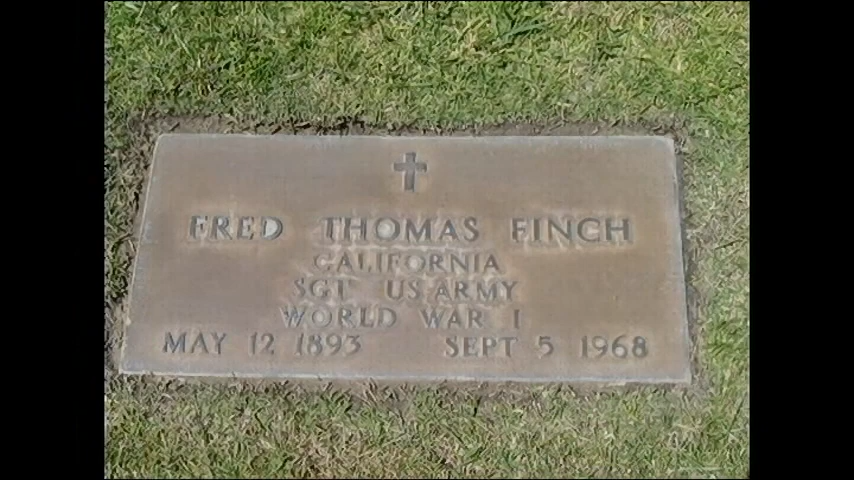 FRED THOMAS FINCH
CALIFORNIA
SGT US ARMY
WORLD WAR I
MAY 12 1893 SEPT 5 1968